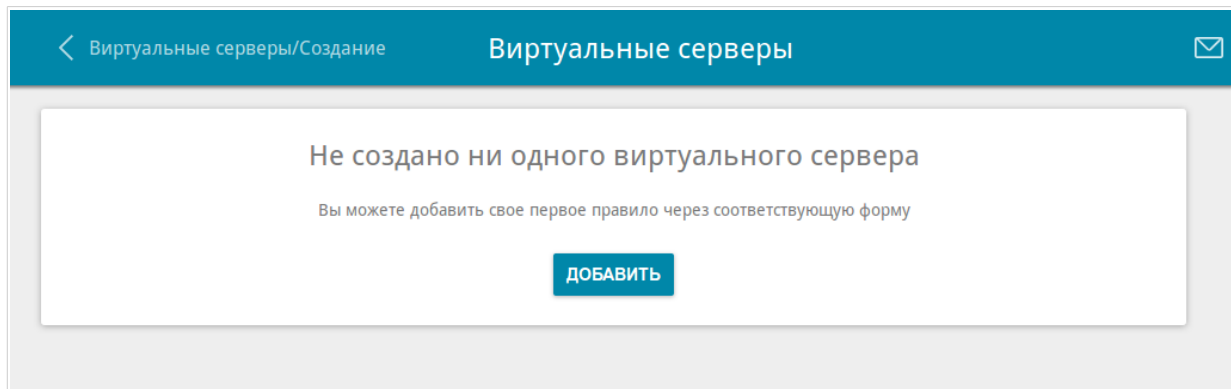 Виртуальные серверы/Создание
Виртуальные серверы
Не создано ни одного виртуального сервера
Вы можете добавить свое первое правило через соответствующую форму
ДОБАВИТЬ